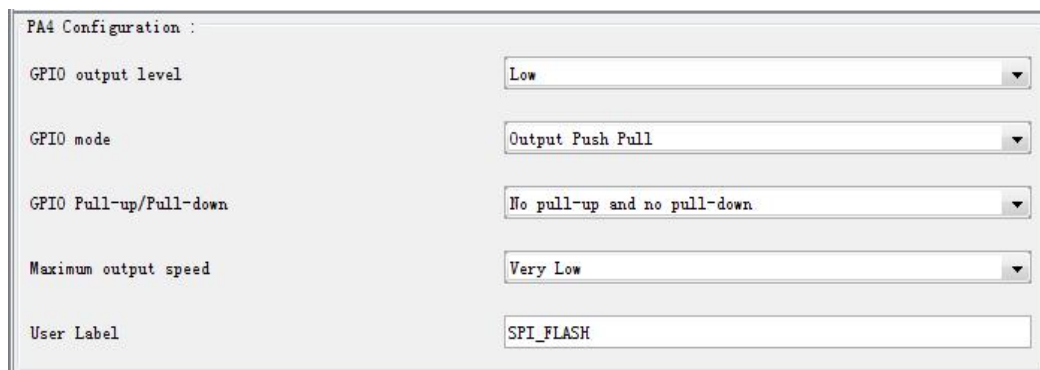 PA4 Configuration :
GPIO output level Low
GPIO mode Output Push Pull
GPIO Pull-up/Pull-down No pull-up and no pull-down
Maximum output speed Very Low
User Label SPI_FLASH